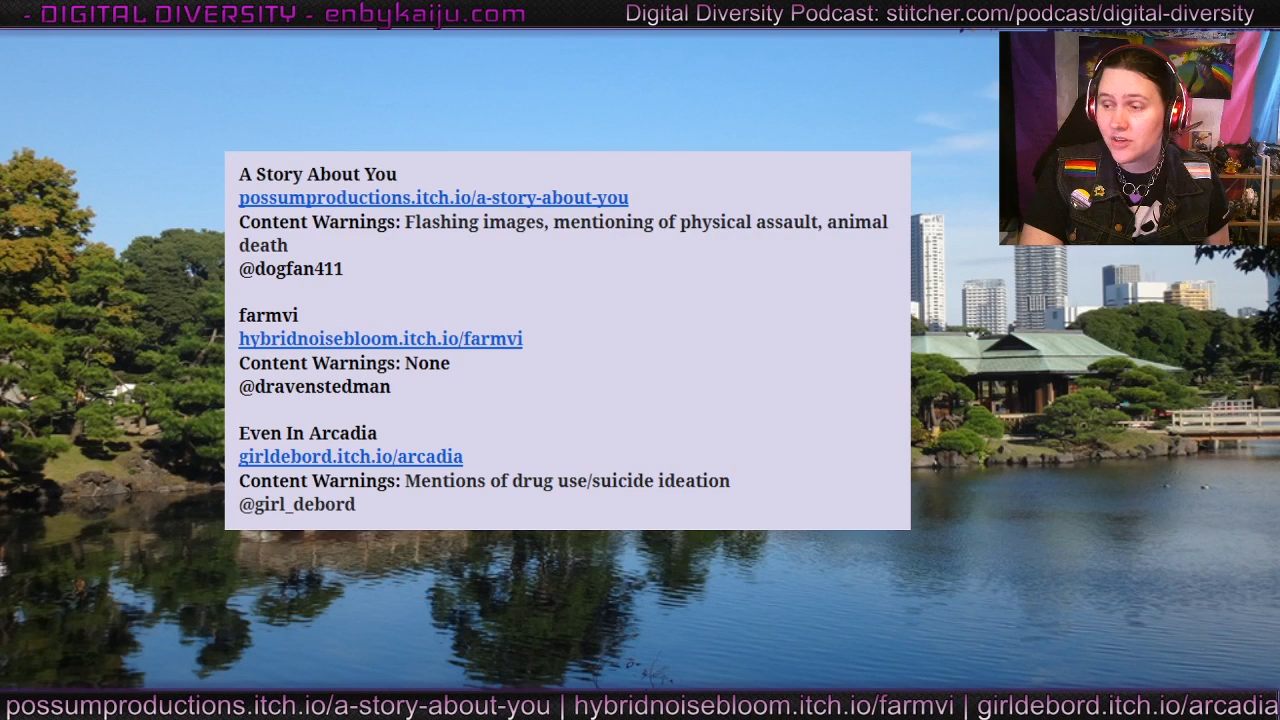 - DIGITAL DIVERSITY - enbykaiju.com
Digital Diversity Podcast: stitcher.com/podcast/digital-diversity
A Story About You
possumproductions.itch.io/a-story-about-you
Content Warnings: Flashing images, mentioning of physical assault, animal
death
@dogfan411
farmvi
hybridnoisebloom.itch.io/farmvi
Content Warnings: None
@dravenstedman
Even In Arcadia
girldebord.itch.io/arcadia
Content Warnings: Mentions of drug use/suicide ideation
@girl_debord
possumproductions.itch.io/a-story-about-you | hybridnoisebloom.itch.io/farmvi | girldebord.itch.io/arcadia